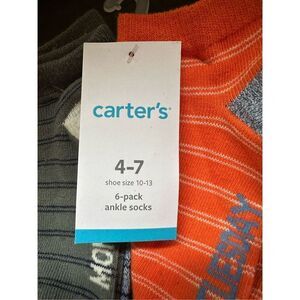 carter's®
4-7
shoe size 10-13
6-pack
ankle socks